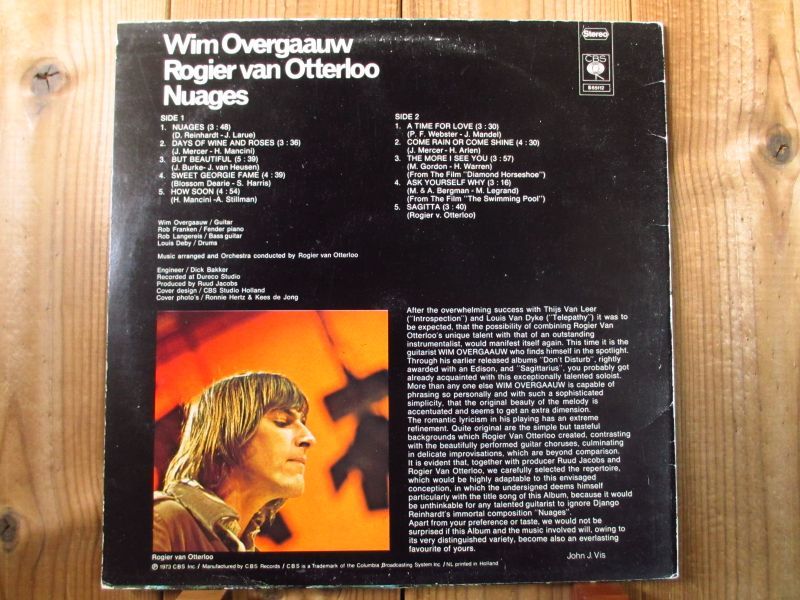 Wim Overgaauw
Rogier van Otterloo
Nuages
Stereo
CBS
S 65112
SIDE 1
1. NUAGES (3 : 48)
(D. Reinhardt - J. Larue)
2. DAYS OF WINE AND ROSES (3 : 36)
(J. Mercer - H. Mancini)
3. BUT BEAUTIFUL (5 : 39)
(J. Burke- J. van Heusen)
4. SWEET GEORGIE FAME (4 : 39)
(Blossom Dearie - S. Harris)
5. HOW SOON (4 : 54)
(H. Mancini -A. Stillman)
SIDE 2
1. A TIME FOR LOVE (3 : 30)
(P. F. Webster - J. Mandel)
2. COME RAIN OR COME SHINE (4 : 30)
(J. Mercer - H. Arlen)
3. THE MORE I SEE YOU (3 : 57)
(M. Gordon - H. Warren)
(From The Film "Diamond Horseshoe")
4. ASK YOURSELF WHY (3 : 16)
(M. & A. Bergman - M. Legrand)
(From The Film "The Swimming Pool")
5. SAGITTA (3 : 40)
(Rogier v. Otterloo)
Wim Overgaauw / Guitar
Rob Franken / Fender piano
Rob Langereis / Bass guitar
Louis Deby / Drums
Music arranged and Orchestra conducted by Rogier van Otterloo
Engineer / Dick Bakker
Recorded at Dureco Studio
Produced by Ruud Jacobs
Cover design / CBS Studio Holland
Cover photo's / Ronnie Hertz & Kees de Jong
After the overwhelming success with Thijs Van Leer
("Introspection") and Louis Van Dyke ("Telepathy") it was to
be expected, that the possibility of combining Rogier Van
Otterloo's unique talent with that of an outstanding
instrumentalist, would manifest itself again. This time it is the
guitarist WIM OVERGAAUW who finds himself in the spotlight.
Through his earlier released albums "Don't Disturb", rightly
awarded with an Edison, and "Sagittarius", you probably got
already acquainted with this exceptionally talented soloist.
More than any one else WIM OVERGAAUW is capable of
phrasing so personally and with such a sophisticated
simplicity, that the original beauty of the melody is
accentuated and seems to get an extra dimension.
The romantic lyricism in his playing has an extreme
refinement. Quite original are the simple but tasteful
backgrounds which Rogier Van Otterloo created, contrasting
with the beautifully performed guitar choruses, culminating
in delicate improvisations, which are beyond comparison.
It is evident that, together with producer Ruud Jacobs and
Rogier Van Otterloo, we carefully selected the repertoire,
which would be highly adaptable to this envisaged
conception, in which the undersigned deems himself
particularly with the title song of this Album, because it would
be unthinkable for any talented guitarist to ignore Django
Reinhardt's immortal composition "Nuages".
Apart from your preference or taste, we would not be
surprised if this Album and the music involved will, owing to
its very distinguished variety, become also an everlasting
favourite of yours.
John J. Vis
Rogier van Otterloo
℗ 1973 CBS Inc / Manufactured by CBS Records / CBS is a Trademark of the Columbia Broadcasting System Inc / NL printed in Holland